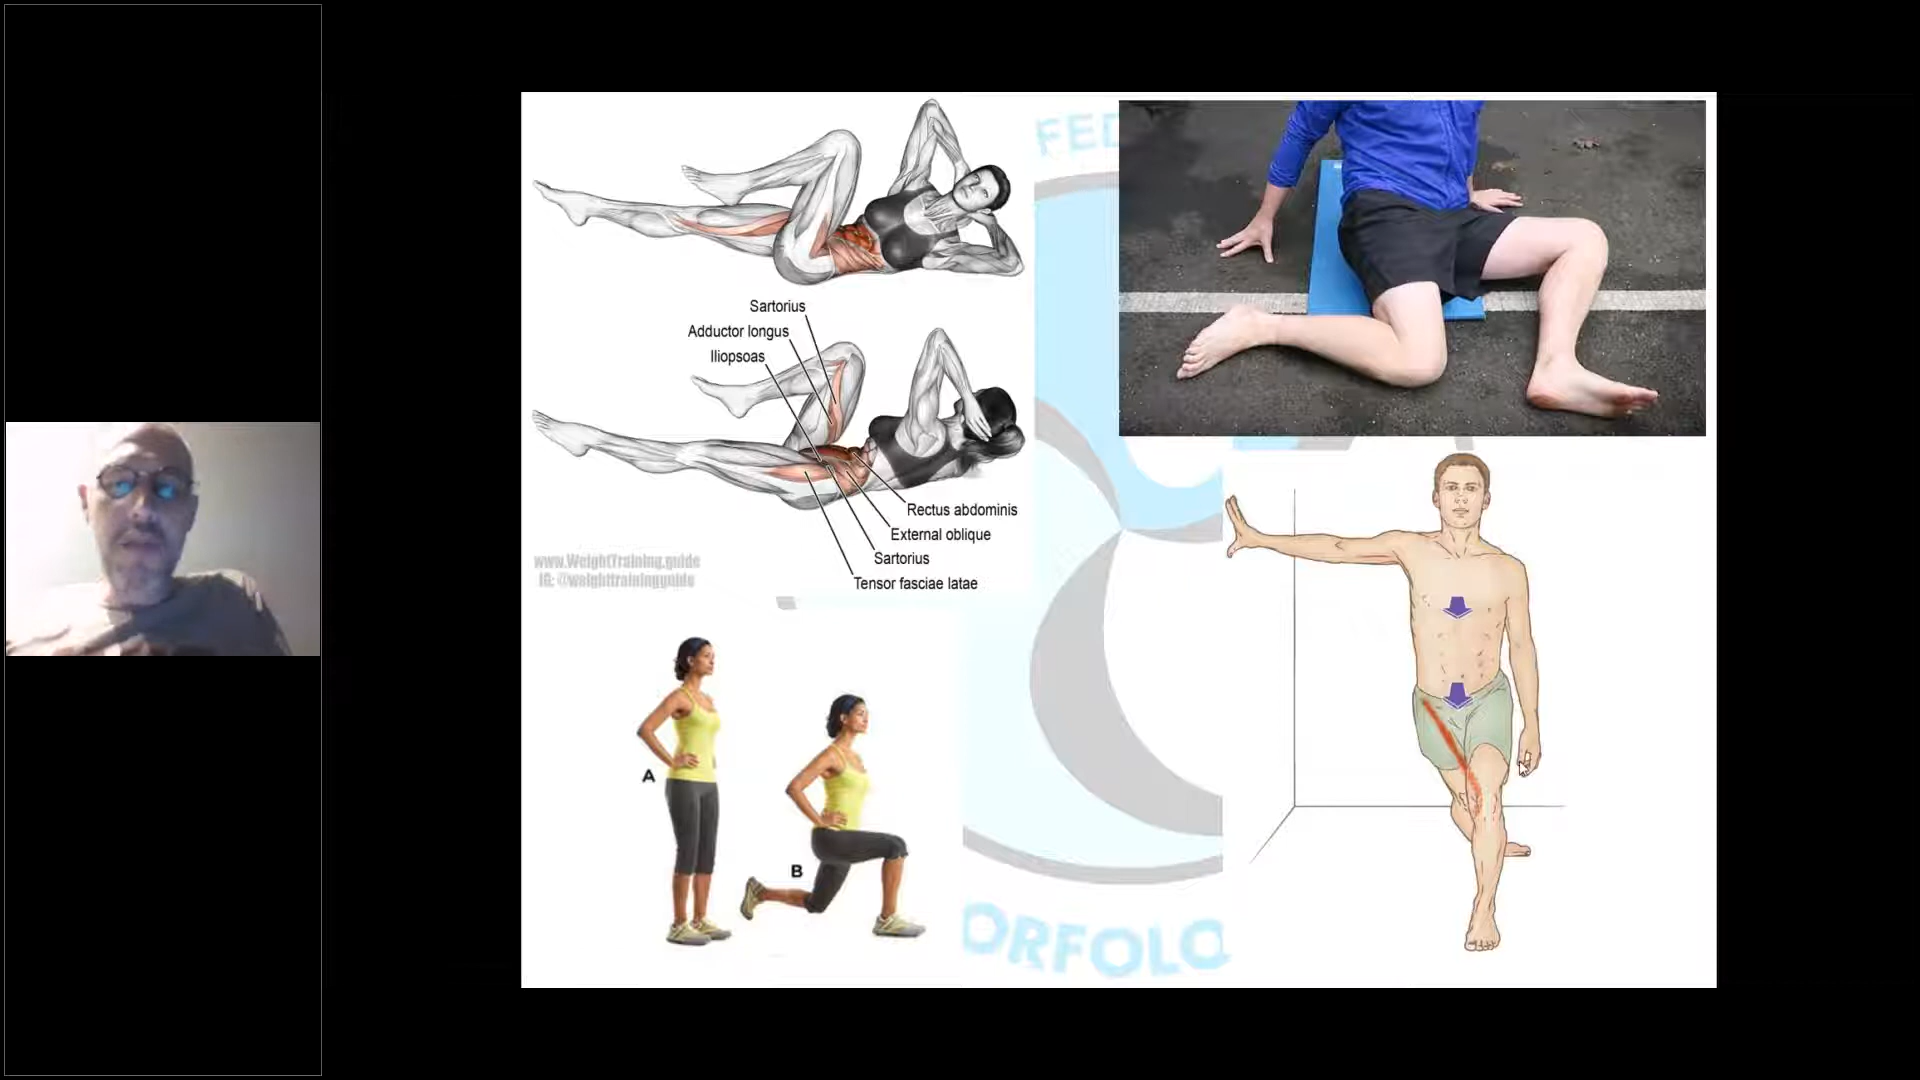 FED
Sartorius
Adductor longus
Iliopsoas
Rectus abdominis
External oblique
Sartorius
Tensor fasciae latae
www.WeightTraining.guide
IG: @weighttrainingguide
A
B
ORFOLO